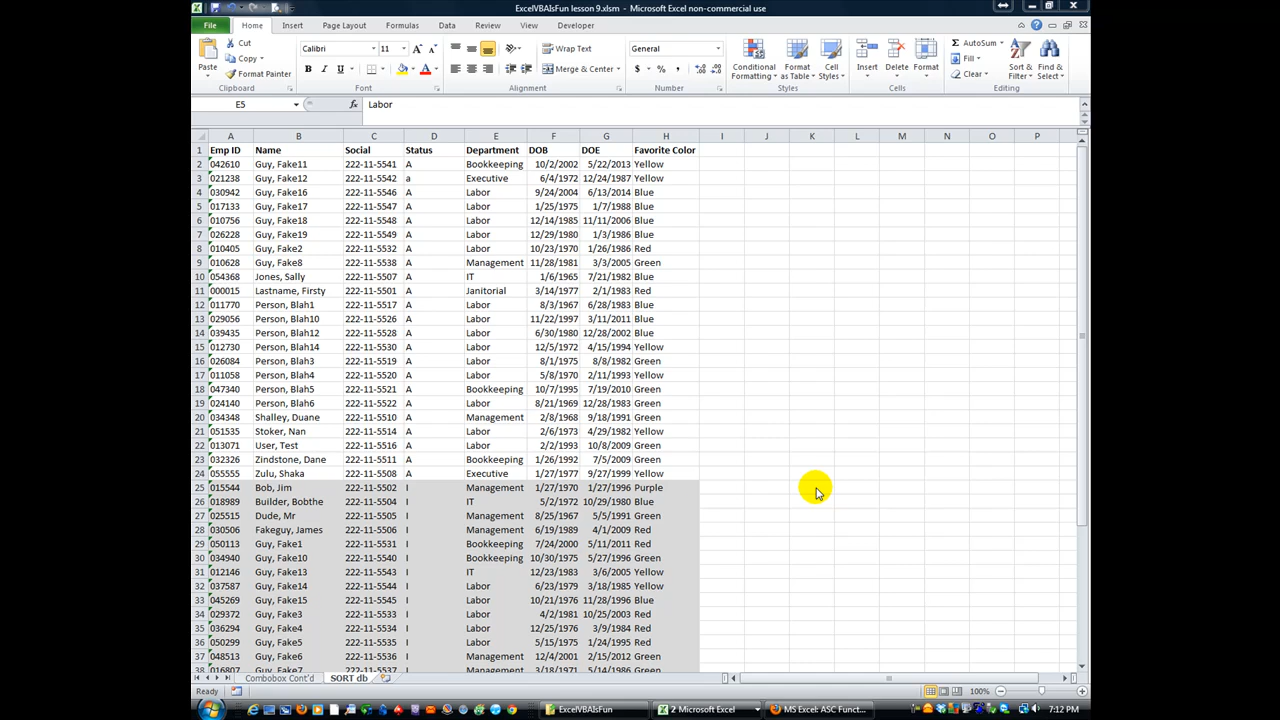 ExcelVBAIsFun lesson 9.xlsm - Microsoft Excel non-commercial use
File Home Insert Page Layout Formulas Data Review View Developer
Paste Cut Copy Format Painter Clipboard
Calibri 11 B I U A A A Font
Wrap Text Merge & Center Alignment
General $ % , Number
Conditional Formatting Format as Table Cell Styles Styles
Insert Delete Format Cells
AutoSum Fill Clear Sort & Filter Find & Select Editing
E5 fx Labor
A B C D E F G H I J K L M N O P
1 Emp ID Name Social Status Department DOB DOE Favorite Color
2 042610 Guy, Fake11 222-11-5541 A Bookkeeping 10/2/2002 5/22/2013 Yellow
3 021238 Guy, Fake12 222-11-5542 a Executive 6/4/1972 12/24/1987 Yellow
4 030942 Guy, Fake16 222-11-5546 A Labor 9/24/2004 6/13/2014 Blue
5 017133 Guy, Fake17 222-11-5547 A Labor 1/25/1975 1/7/1988 Blue
6 010756 Guy, Fake18 222-11-5548 A Labor 12/14/1985 11/11/2006 Blue
7 026228 Guy, Fake19 222-11-5549 A Labor 12/29/1980 1/3/1986 Blue
8 010405 Guy, Fake2 222-11-5532 A Labor 10/23/1970 1/26/1986 Red
9 010628 Guy, Fake8 222-11-5538 A Management 11/28/1981 3/3/2005 Green
10 054368 Jones, Sally 222-11-5507 A IT 1/6/1965 7/21/1982 Blue
11 000015 Lastname, Firsty 222-11-5501 A Janitorial 3/14/1977 2/1/1983 Red
12 011770 Person, Blah1 222-11-5517 A Labor 8/3/1967 6/28/1983 Blue
13 029056 Person, Blah10 222-11-5526 A Labor 11/22/1997 3/11/2011 Blue
14 039435 Person, Blah12 222-11-5528 A Labor 6/30/1980 12/28/2002 Blue
15 012730 Person, Blah14 222-11-5530 A Labor 12/5/1972 4/15/1994 Yellow
16 026084 Person, Blah3 222-11-5519 A Labor 8/1/1975 8/8/1982 Green
17 011058 Person, Blah4 222-11-5520 A Labor 5/8/1970 1/23/1991 Yellow
18 047340 Person, Blah5 222-11-5521 A Bookkeeping 10/7/1995 7/19/2010 Green
19 024140 Person, Blah6 222-11-5522 A Labor 8/21/1969 12/28/1983 Green
20 034348 Shalley, Duane 222-11-5510 A Management 2/8/1968 9/18/1991 Green
21 051535 Stoker, Nan 222-11-5514 A Labor 2/6/1973 4/29/1982 Yellow
22 013071 User, Test 222-11-5516 A Labor 2/2/1993 10/8/2009 Green
23 032326 Zindstone, Dane 222-11-5511 A Bookkeeping 1/26/1992 7/5/2009 Green
24 055555 Zulu, Shaka 222-11-5508 A Executive 1/27/1977 9/27/1999 Yellow
25 015544 Bob, Jim 222-11-5502 I Management 1/27/1970 1/27/1996 Purple
26 018989 Builder, Bobthe 222-11-5504 I IT 5/2/1972 10/29/1980 Blue
27 025515 Dude, Mr 222-11-5505 I Management 8/25/1967 5/5/1991 Green
28 030506 Fakeguy, James 222-11-5506 I Management 6/19/1989 4/1/2009 Red
29 050113 Guy, Fake1 222-11-5531 I Bookkeeping 7/24/2000 5/11/2011 Red
30 034940 Guy, Fake10 222-11-5540 I Bookkeeping 10/30/1975 5/27/1996 Green
31 012146 Guy, Fake13 222-11-5543 I IT 12/23/1983 3/6/2005 Yellow
32 037587 Guy, Fake14 222-11-5544 I Labor 6/23/1979 3/18/1985 Yellow
33 045269 Guy, Fake15 222-11-5545 I Labor 10/21/1976 11/28/1996 Blue
34 029372 Guy, Fake3 222-11-5533 I Labor 4/2/1981 10/25/2003 Red
35 036294 Guy, Fake4 222-11-5534 I Labor 12/25/1976 3/9/1984 Red
36 050299 Guy, Fake5 222-11-5535 I Labor 5/15/1975 1/24/1995 Red
37 048513 Guy, Fake6 222-11-5536 I Management 12/4/2001 2/15/2012 Green
38 016807 Guy, Fake7 222-11-5537 I Management 3/18/1971 5/14/1986 Green
Combobox Cont'd SORT db
Ready 100%
ExcelVBAIsFun 2 Microsoft Excel MS Excel: ASC Funct... 7:12 PM